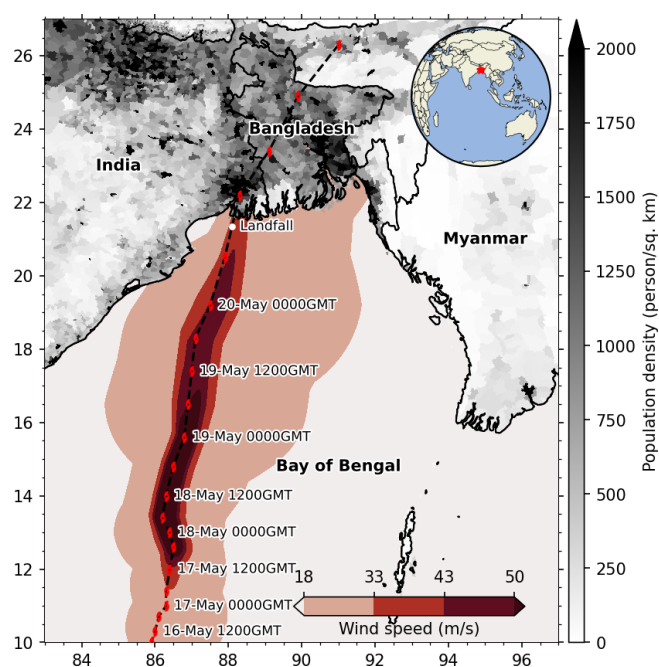 26
24
22
20
18
16
14
12
10
84
86
88
90
92
94
96
India
Bangladesh
Myanmar
Landfall
20-May 0000GMT
19-May 1200GMT
19-May 0000GMT
Bay of Bengal
18-May 1200GMT
18-May 0000GMT
17-May 1200GMT
17-May 0000GMT
16-May 1200GMT
18 33 43 50
Wind speed (m/s)
2000
1750
1500
1250
1000
750
500
250
0
Population density (person/sq. km)